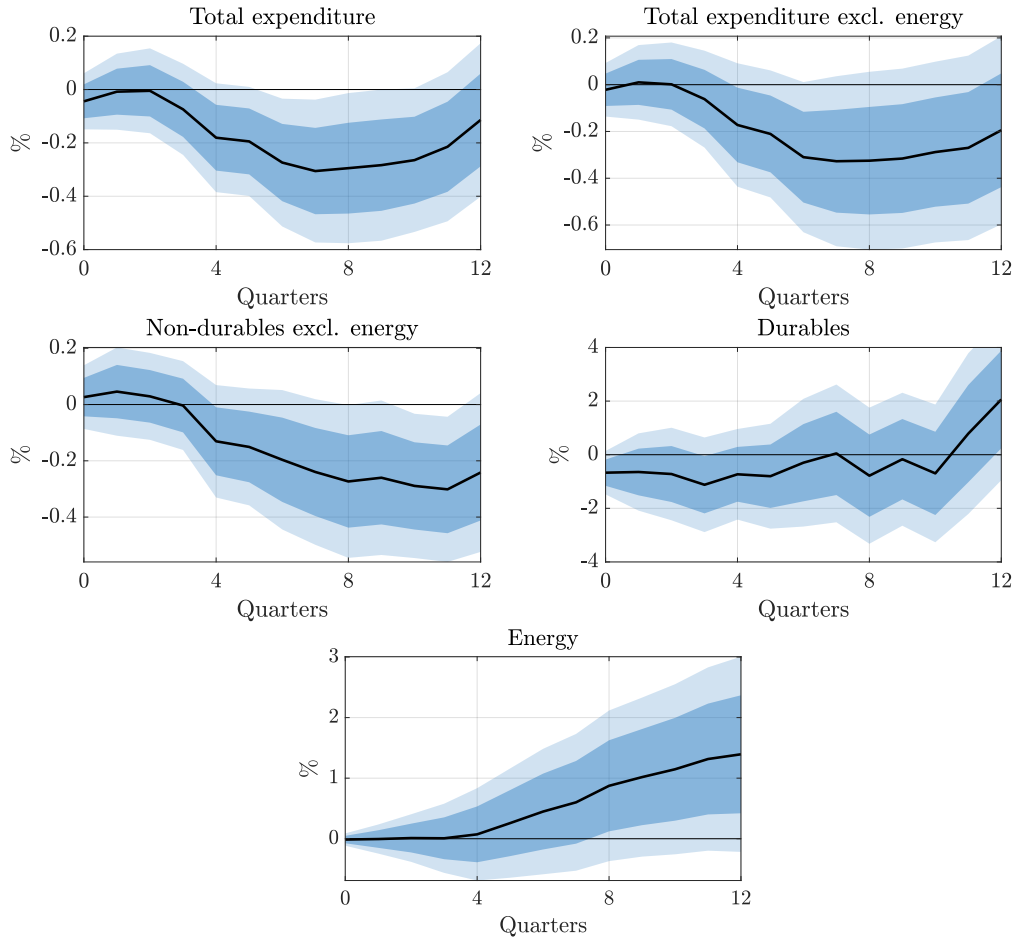 Total expenditure
0.2
0
-0.2
-0.4
-0.6
%
0 4 8 12
Quarters
Total expenditure excl. energy
0.2
0
-0.2
-0.4
-0.6
%
0 4 8 12
Quarters
Non-durables excl. energy
0.2
0
-0.2
-0.4
%
0 4 8 12
Quarters
Durables
4
2
0
-2
-4
%
0 4 8 12
Quarters
Energy
3
2
1
0
%
0 4 8 12
Quarters